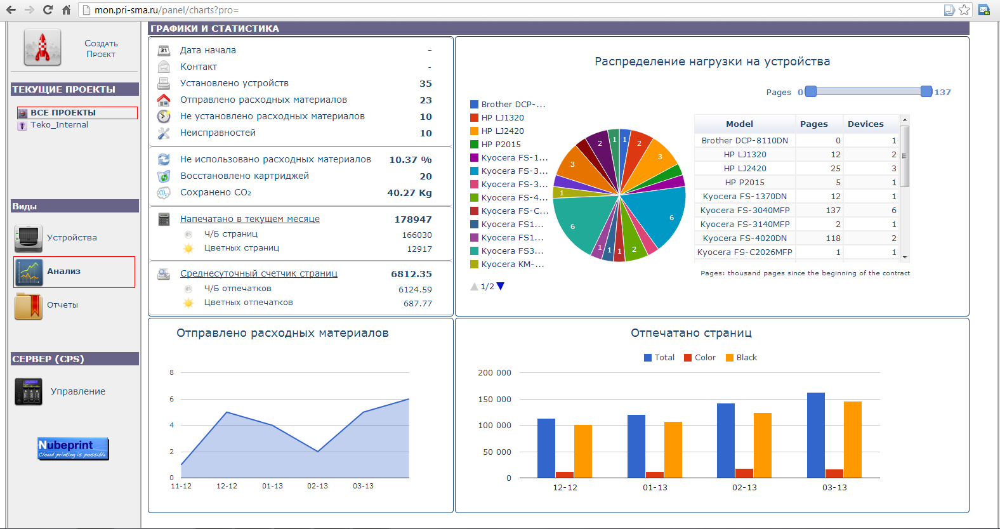 mon.pri-sma.ru/panel/charts?pro=
Создать
Проект
ТЕКУЩИЕ ПРОЕКТЫ
ВСЕ ПРОЕКТЫ
Teko_Internal
Виды
Устройства
Анализ
Отчеты
СЕРВЕР (CPS)
Управление
Nubeprint
Cloud printing is possible
ГРАФИКИ И СТАТИСТИКА
31 Дата начала -
Контакт -
Установлено устройств 35
Отправлено расходных материалов 23
Не установлено расходных материалов 10
Неисправностей 10
Не использовано расходных материалов 10.37 %
Восстановлено картриджей 20
CO₂ Сохранено CO₂ 40.27 Kg
Напечатано в текущем месяце 178947
Ч/Б страниц 166030
Цветных страниц 12917
Среднесуточный счетчик страниц 6812.35
Ч/Б отпечатков 6124.59
Цветных отпечатков 687.77
Распределение нагрузки на устройства
Pages 0 137
Brother DCP-...
HP LJ1320
HP LJ2420
HP P2015
Kyocera FS-1...
Kyocera FS-3...
Kyocera FS-3...
Kyocera FS-4...
Kyocera FS-C...
Kyocera FS1...
Kyocera FS1...
Kyocera FS3...
Kyocera KM-...
1/2
1
2
3
6
2
1
1
1
6
1
3
2
1
Model Pages Devices
Brother DCP-8110DN 0 1
HP LJ1320 12 2
HP LJ2420 25 3
HP P2015 5 1
Kyocera FS-1370DN 12 1
Kyocera FS-3040MFP 137 6
Kyocera FS-3140MFP 2 1
Kyocera FS-4020DN 118 2
Kyocera FS-C2026MFP 1 1
Pages: thousand pages since the beginning of the contract
Отправлено расходных материалов
8
6
4
2
0
11-12 12-12 01-13 02-13 03-13
Отпечатано страниц
Total Color Black
200 000
150 000
100 000
50 000
0
12-12 01-13 02-13 03-13